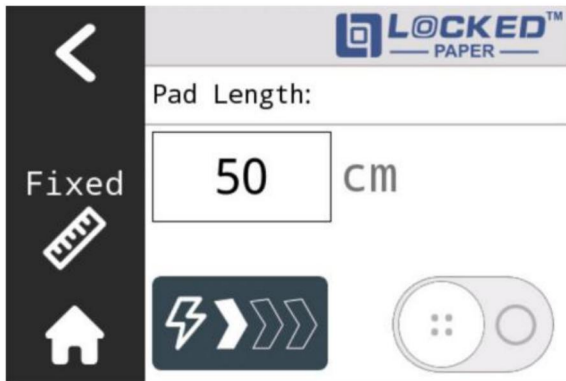 LOCKED™
PAPER
Pad Length:
Fixed
50 cm